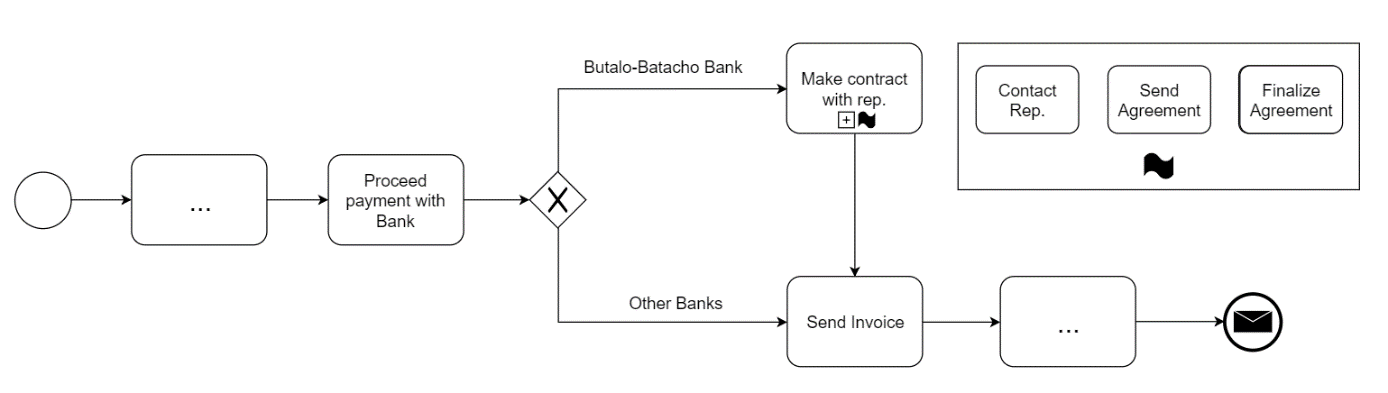 ...
Proceed
payment with
Bank
X
Butalo-Batacho Bank
Make contract
with rep.
Other Banks
Send Invoice
...
Contact
Rep.
Send
Agreement
Finalize
Agreement